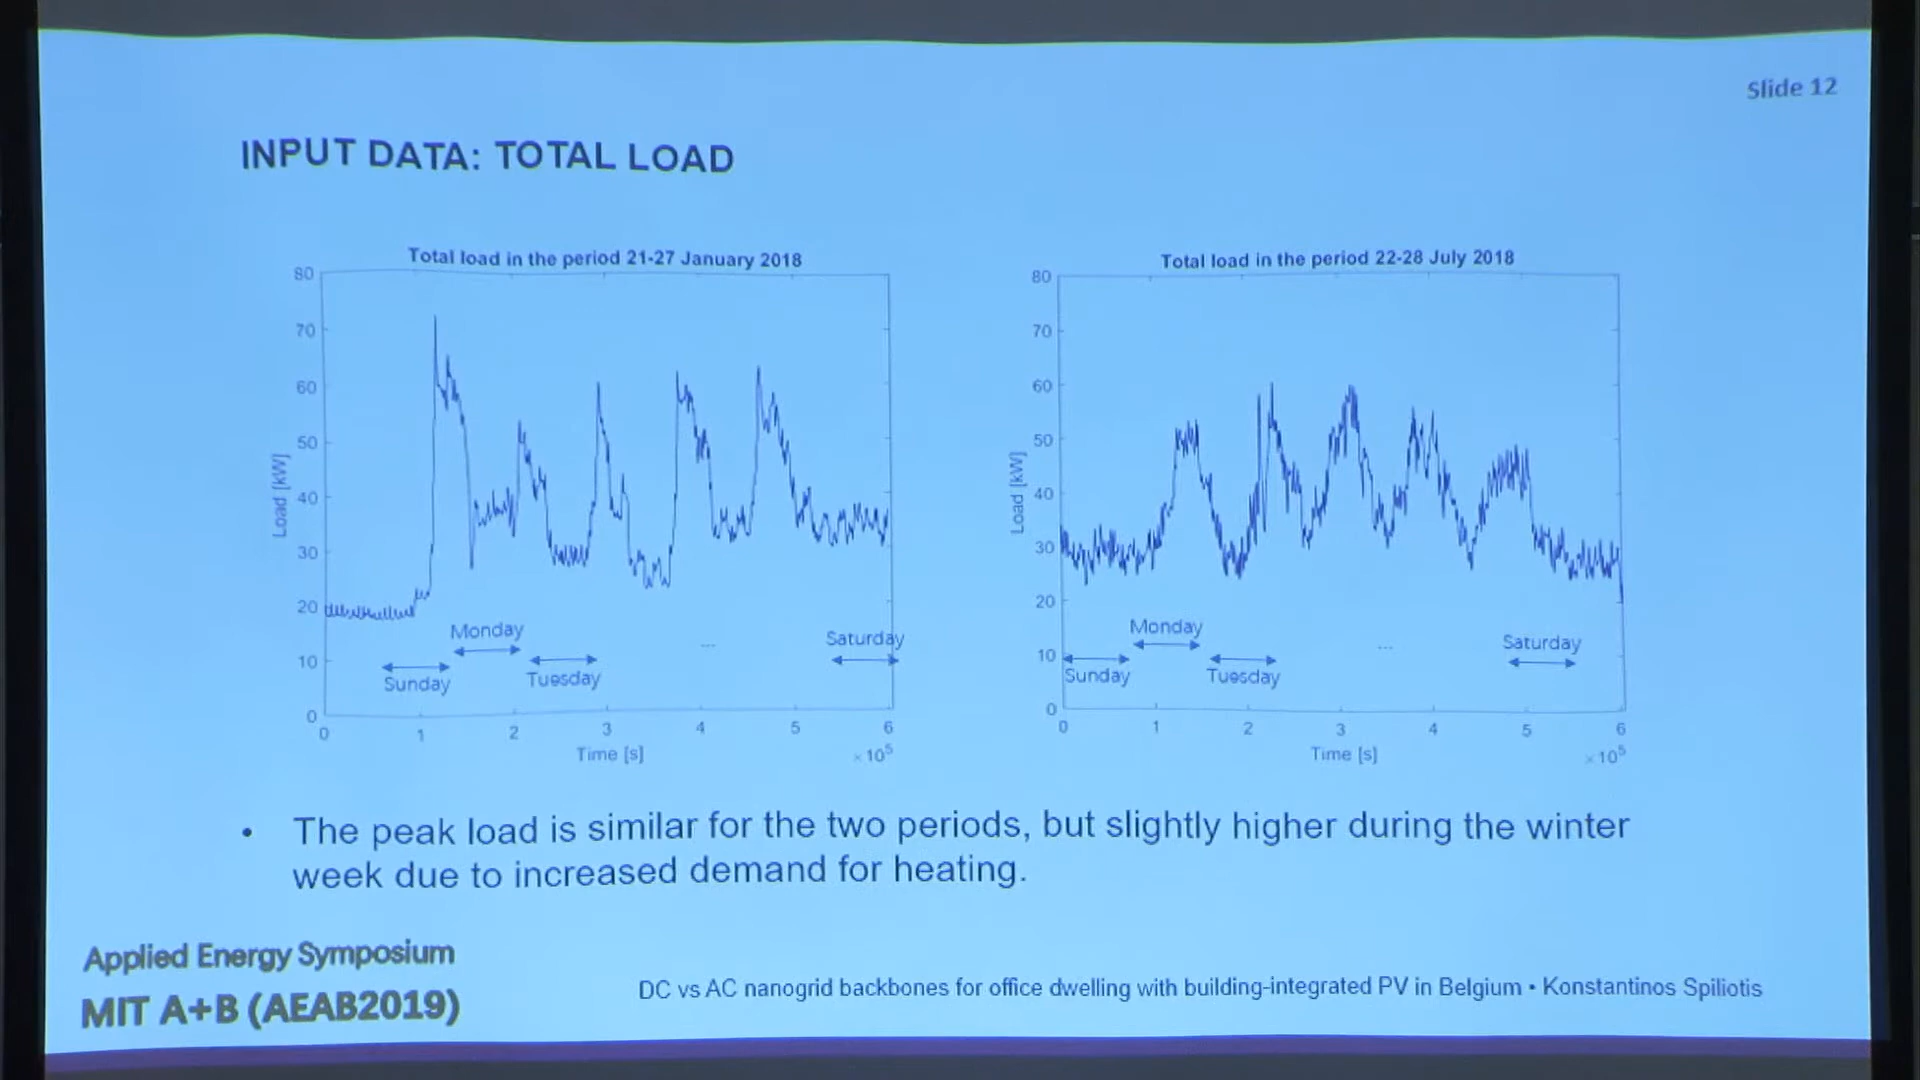 Slide 12
INPUT DATA: TOTAL LOAD
Total load in the period 21-27 January 2018
80
70
60
50
40
30
20
10
0
Load [kW]
Monday
Sunday
Tuesday
...
Saturday
0 1 2 3 4 5 6
Time [s]
×10⁵
Total load in the period 22-28 July 2018
80
70
60
50
40
30
20
10
0
Load [kW]
Monday
Sunday
Tuesday
...
Saturday
0 1 2 3 4 5 6
Time [s]
×10⁵
• The peak load is similar for the two periods, but slightly higher during the winter
week due to increased demand for heating.
Applied Energy Symposium
MIT A+B (AEAB2019)
DC vs AC nanogrid backbones for office dwelling with building-integrated PV in Belgium • Konstantinos Spiliotis